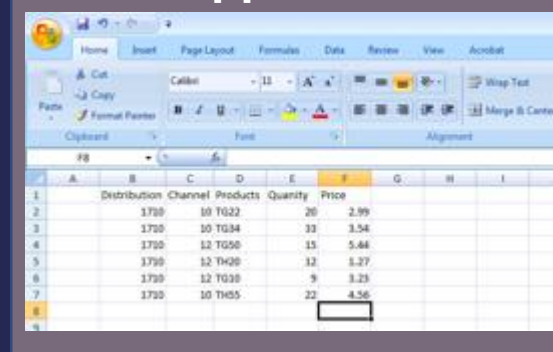 Home Insert Page Layout Formulas Data Review View Acrobat
Cut
Copy
Paste
Format Painter
Calibri 11 A A Wrap Text
B I U A Merge & Cente
Clipboard Font Alignment
F8 fx
A B C D E F G H I
1 Distribution Channel Products Quanity Price
2 1710 10 TG22 20 2.99
3 1710 10 TG34 33 3.54
4 1710 12 TG50 15 5.44
5 1710 12 TH20 12 1.27
6 1710 12 TG10 9 3.23
7 1710 10 TH55 22 4.56
8
9